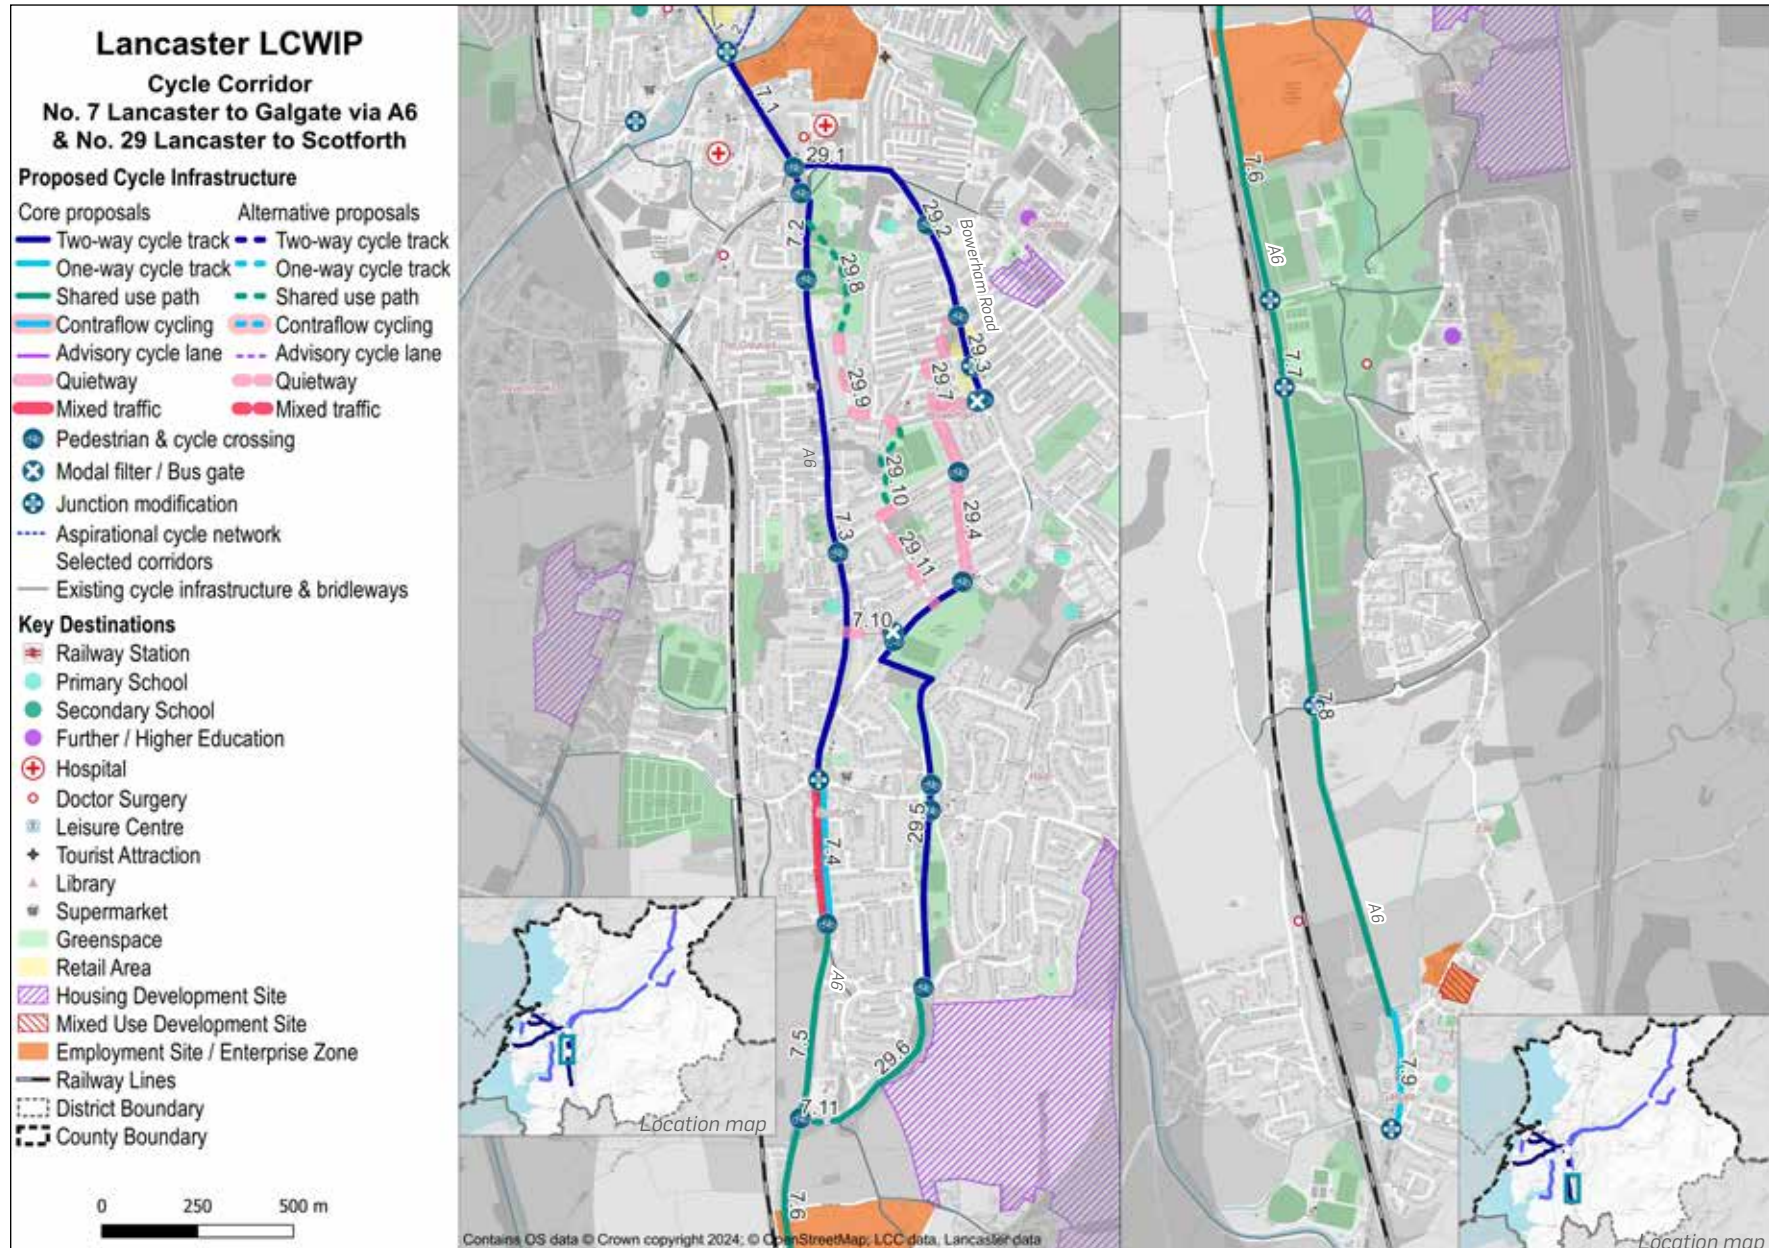 Lancaster LCWIP
Cycle Corridor
No. 7 Lancaster to Galgate via A6
& No. 29 Lancaster to Scotforth
Proposed Cycle Infrastructure
Core proposals Alternative proposals
Two-way cycle track Two-way cycle track
One-way cycle track One-way cycle track
Shared use path Shared use path
Contraflow cycling Contraflow cycling
Advisory cycle lane Advisory cycle lane
Quietway Quietway
Mixed traffic Mixed traffic
Pedestrian & cycle crossing
Modal filter / Bus gate
Junction modification
Aspirational cycle network
Selected corridors
Existing cycle infrastructure & bridleways
Key Destinations
Railway Station
Primary School
Secondary School
Further / Higher Education
Hospital
Doctor Surgery
Leisure Centre
Tourist Attraction
Library
Supermarket
Greenspace
Retail Area
Housing Development Site
Mixed Use Development Site
Employment Site / Enterprise Zone
Railway Lines
District Boundary
County Boundary
0 250 500 m
7.1
29.1
7.2
29.2
Bowerham Road
29.8
29.3
29.7
29.9
A6
29.10
29.4
7.3
29.11
7.10
7.4
29.5
A6
7.5
29.6
7.11
7.6
Location map
Contains OS data © Crown copyright 2024; © OpenStreetMap; LCC data, Lancaster data
7.6
A6
7.7
7.8
A6
7.9
Location map